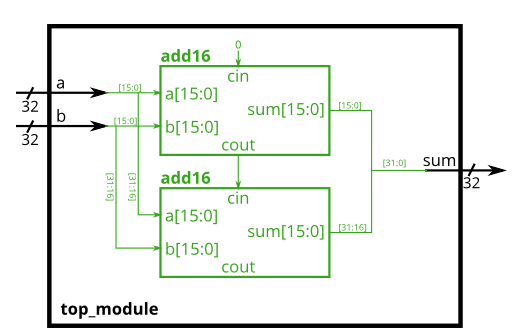 0
add16
cin
a
[15:0]
a[15:0]
32
sum[15:0]
[15:0]
b
[15:0]
b[15:0]
32
cout
sum
[31:0]
32
add16
[31:16]
[31:16]
cin
a[15:0]
sum[15:0]
[31:16]
b[15:0]
cout
top_module